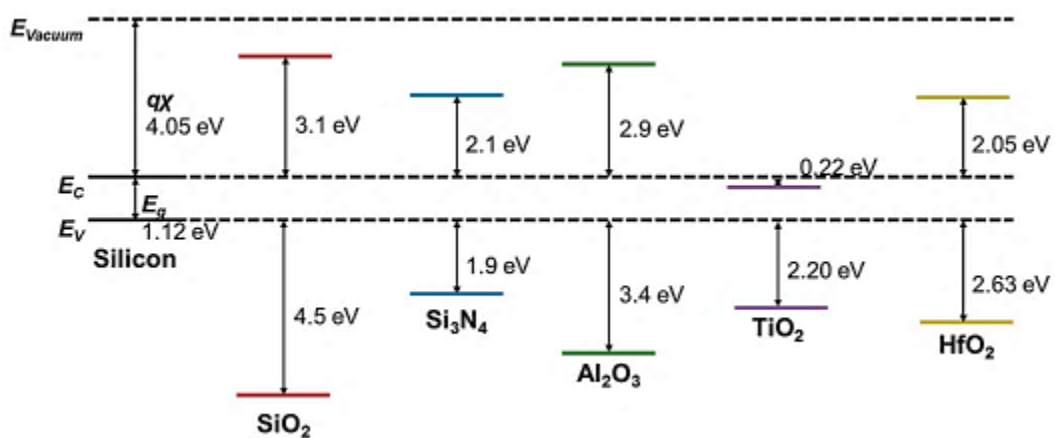 E_Vacuum
qχ
4.05 eV
3.1 eV
2.1 eV
2.9 eV
2.05 eV
0.22 eV
E_C
E_g
E_V
1.12 eV
Silicon
4.5 eV
1.9 eV
3.4 eV
2.20 eV
2.63 eV
Si₃N₄
TiO₂
HfO₂
Al₂O₃
SiO₂